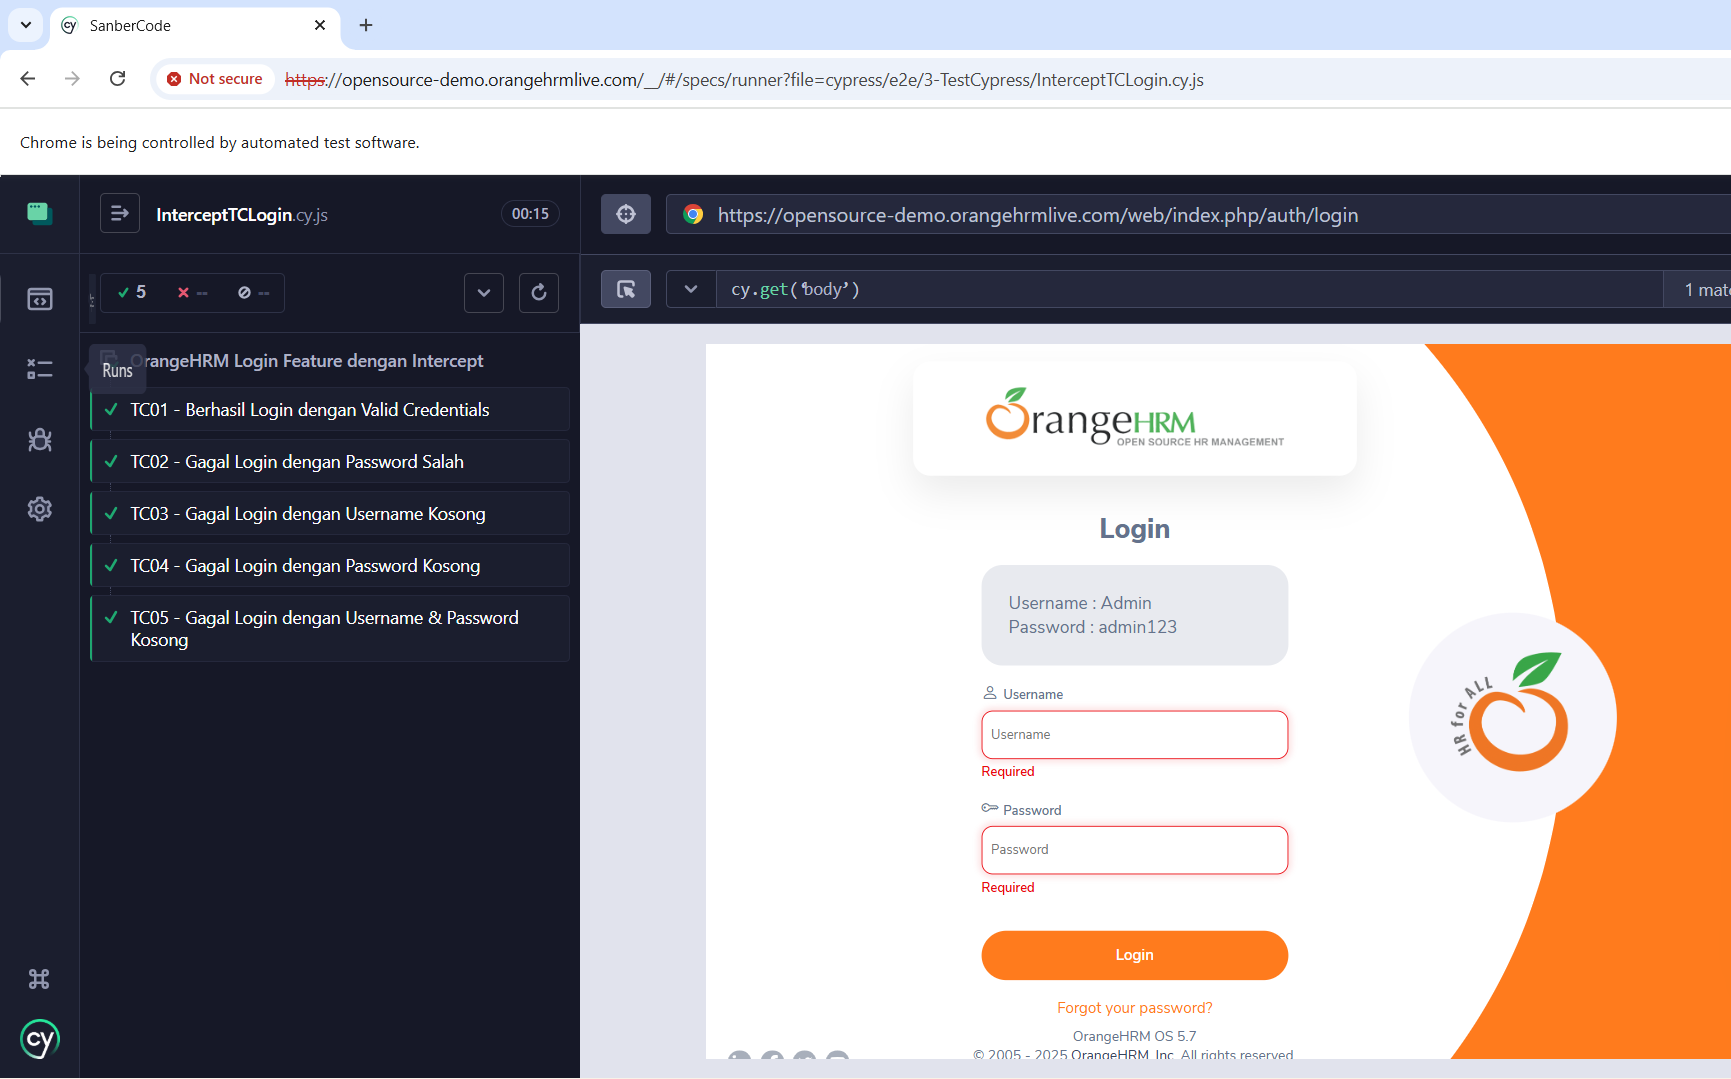 SanberCode
Not secure https://opensource-demo.orangehrmlive.com/__/#/specs/runner?file=cypress/e2e/3-TestCypress/InterceptTCLogin.cy.js
Chrome is being controlled by automated test software.
InterceptTCLogin.cy.js 00:15
https://opensource-demo.orangehrmlive.com/web/index.php/auth/login
5 -- --
cy.get('body')
1
Runs
OrangeHRM Login Feature dengan Intercept
TC01 - Berhasil Login dengan Valid Credentials
TC02 - Gagal Login dengan Password Salah
TC03 - Gagal Login dengan Username Kosong
TC04 - Gagal Login dengan Password Kosong
TC05 - Gagal Login dengan Username & Password
Kosong
cy
OrangeHRM
OPEN SOURCE HR MANAGEMENT
Login
Username : Admin
Password : admin123
Username
Username
Required
Password
Password
Required
Login
Forgot your password?
OrangeHRM OS 5.7
© 2005 - 2025 OrangeHRM, Inc. All rights reserved
HR for ALL